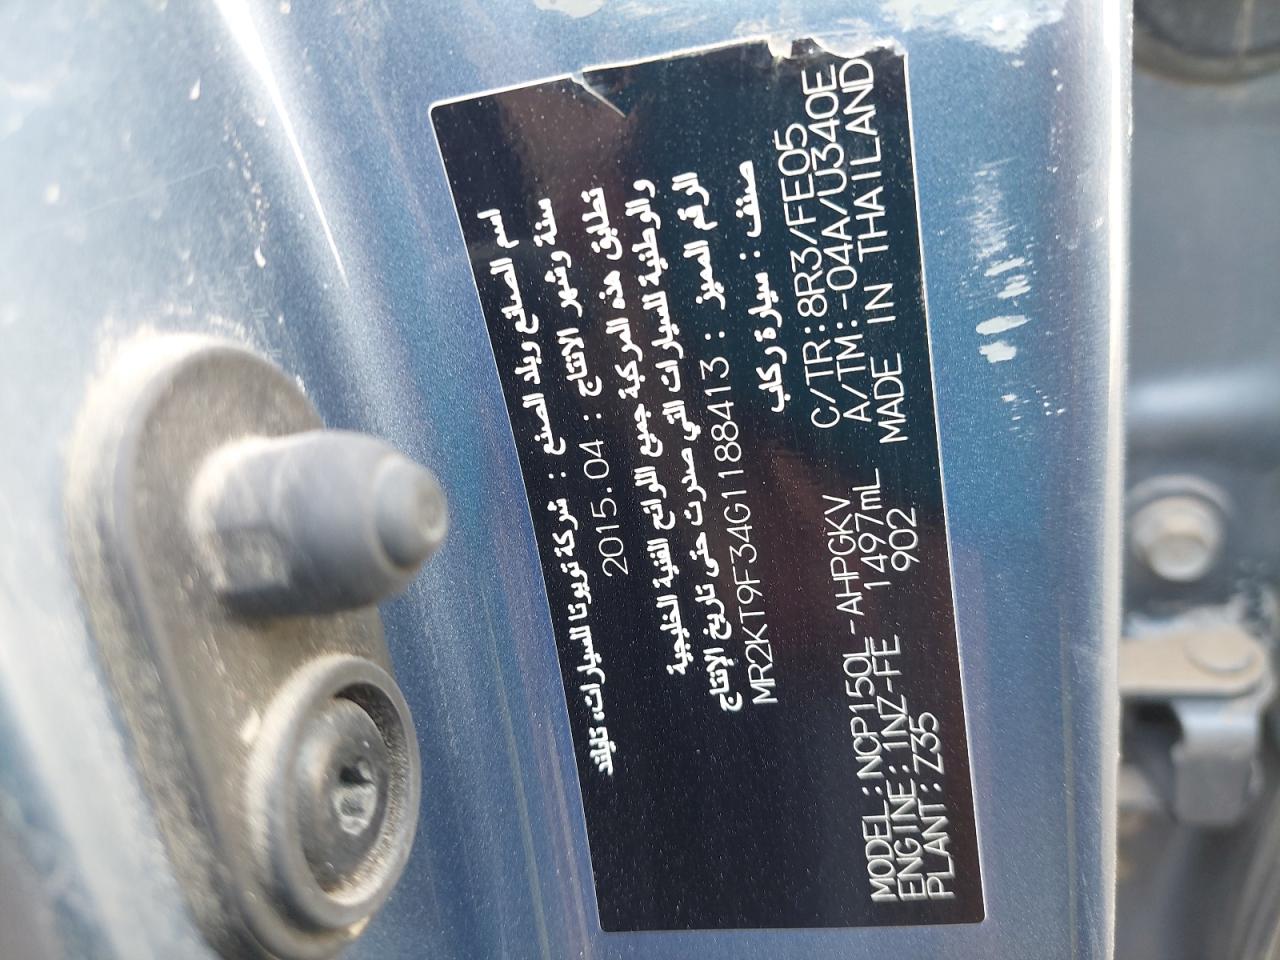 اسم الصانع وبلد الصنع : شركة تويوتا للسيارات، تايلاند
سنة وشهر الانتاج : 2015.04
تطابق هذه المركبة جميع اللوائح الفنية الخليجية
والوطنية للسيارات التي صدرت حتى تاريخ الإنتاج
الرقم المميز : MR2KT9F34G1188413
صنف : سيارة ركاب
C/TR:8R3/FE05
MODEL:NCP150L-AHPGKV A/TM:-04A/U340E
ENGINE:1NZ-FE 1497mL MADE IN THAILAND
PLANT:Z35 902